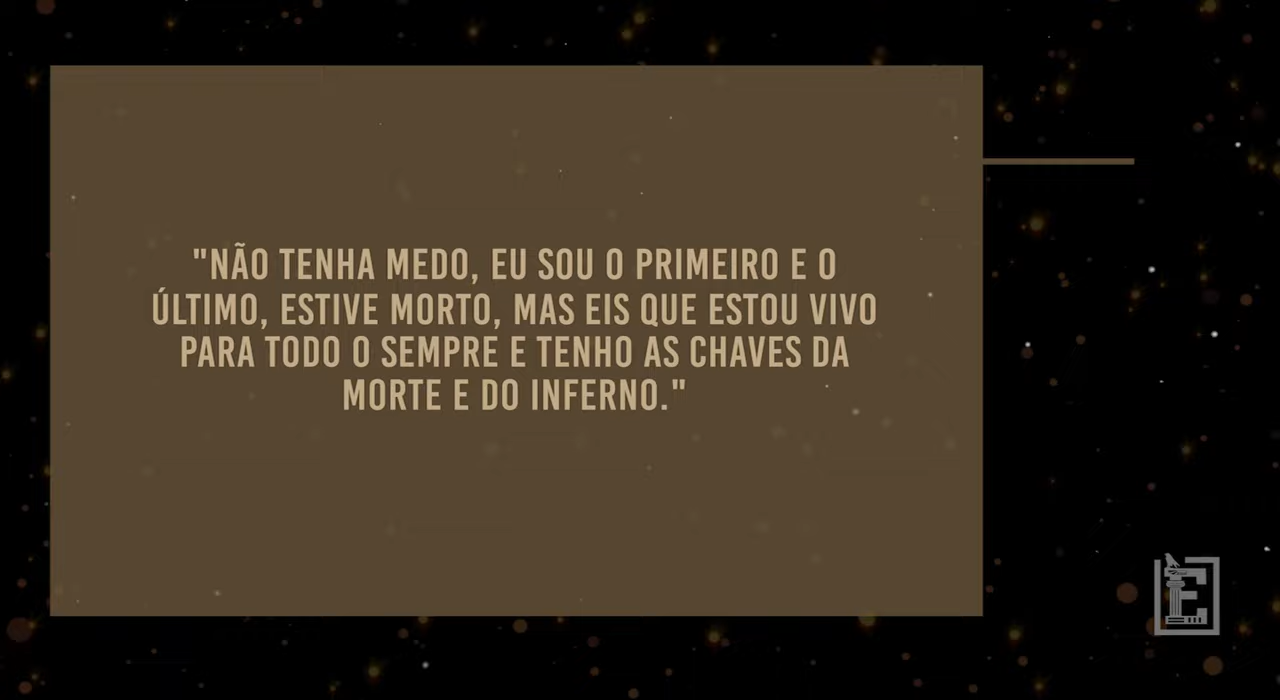 "NÃO TENHA MEDO, EU SOU O PRIMEIRO E O
ÚLTIMO, ESTIVE MORTO, MAS EIS QUE ESTOU VIVO
PARA TODO O SEMPRE E TENHO AS CHAVES DA
MORTE E DO INFERNO."
E